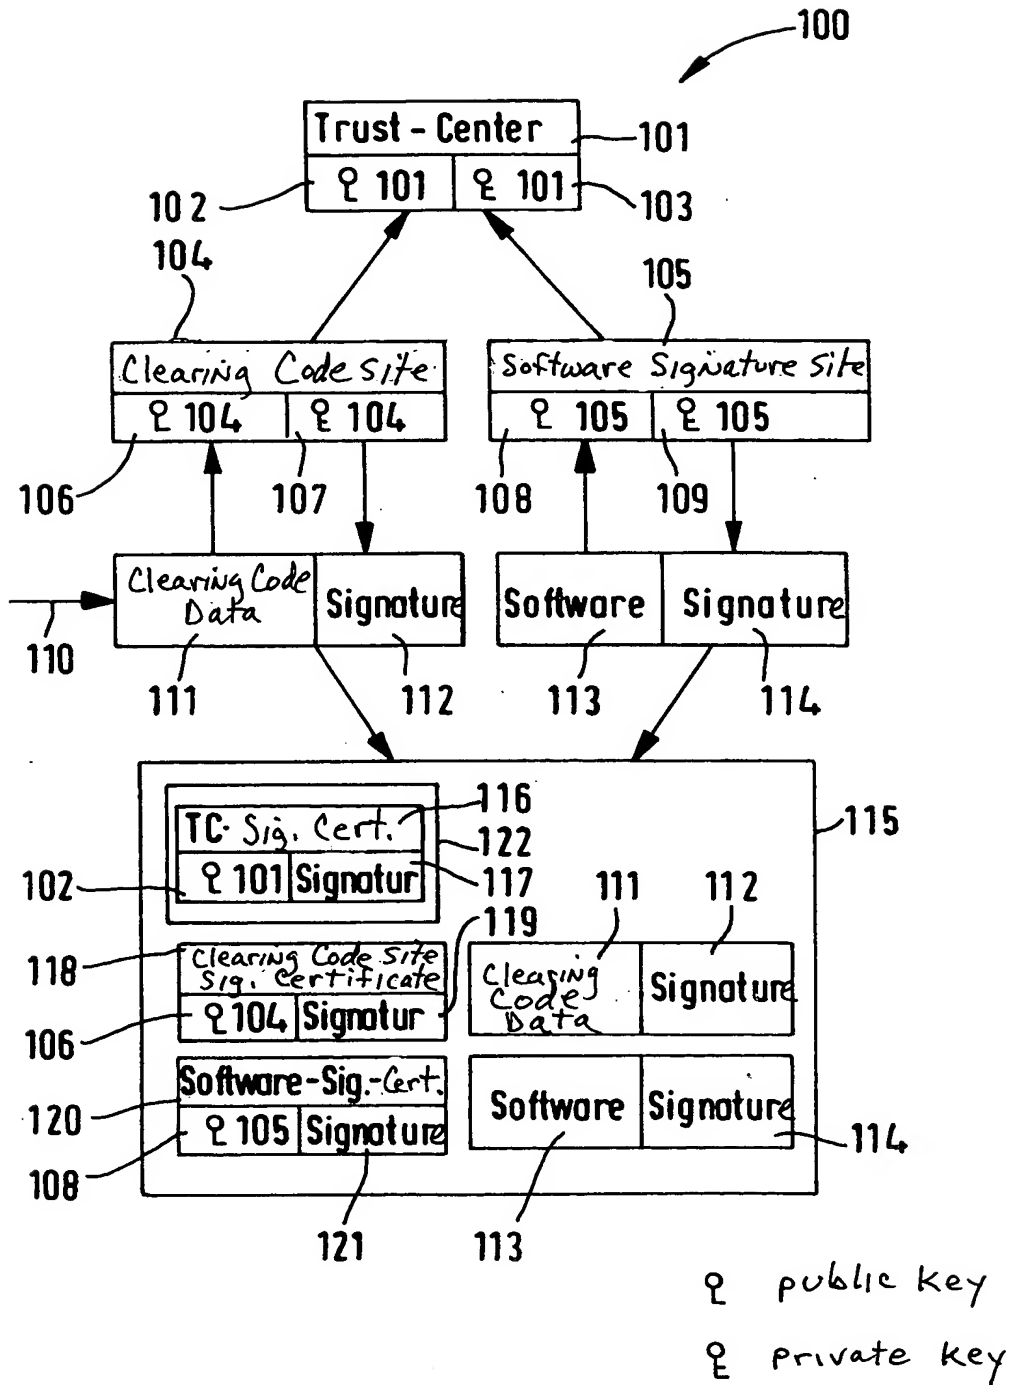 100
Trust-Center
101
101
101
102
103
104
105
Clearing Code Site
Software Signature Site
104
104
105
105
106
107
108
109
Clearing Code
Data
Signature
Software
Signature
110
111
112
113
114
116
TC- Sig. Cert.
122
115
101
Signatur
102
117
111
112
119
118
Clearing Code Site
Sig. Certificate
Clearing
Code
Data
Signature
104
Signatur
106
Software-Sig.-Cert.
120
Software
Signature
105
Signature
114
108
121
113
public key
private key